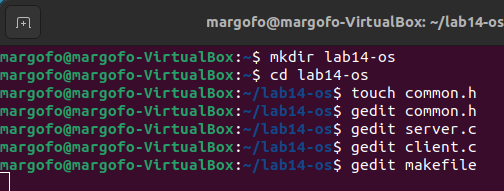 margofo@margofo-VirtualBox: ~/lab14-os
margofo@margofo-VirtualBox:~$ mkdir lab14-os
margofo@margofo-VirtualBox:~$ cd lab14-os
margofo@margofo-VirtualBox:~/lab14-os$ touch common.h
margofo@margofo-VirtualBox:~/lab14-os$ gedit common.h
margofo@margofo-VirtualBox:~/lab14-os$ gedit server.c
margofo@margofo-VirtualBox:~/lab14-os$ gedit client.c
margofo@margofo-VirtualBox:~/lab14-os$ gedit makefile